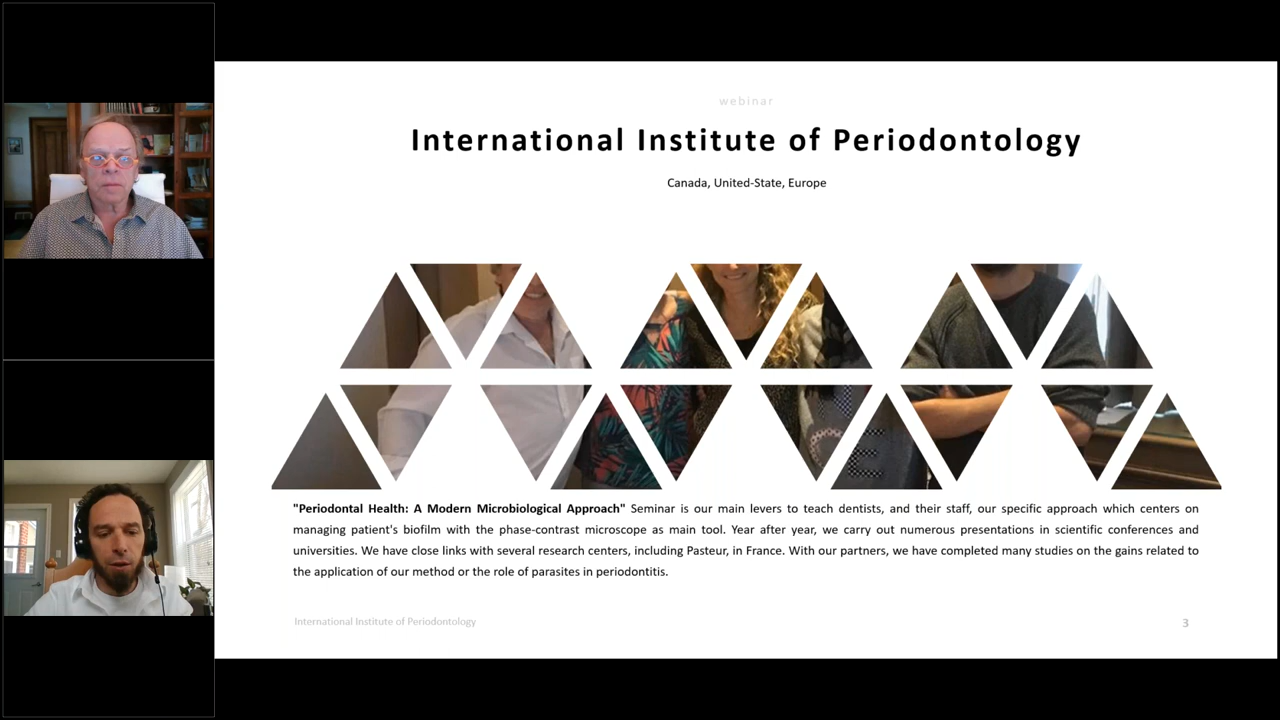 webinar
International Institute of Periodontology
Canada, United-State, Europe
"Periodontal Health: A Modern Microbiological Approach" Seminar is our main levers to teach dentists, and their staff, our specific approach which centers on
managing patient's biofilm with the phase-contrast microscope as main tool. Year after year, we carry out numerous presentations in scientific conferences and
universities. We have close links with several research centers, including Pasteur, in France. With our partners, we have completed many studies on the gains related to
the application of our method or the role of parasites in periodontitis.
International Institute of Periodontology
3